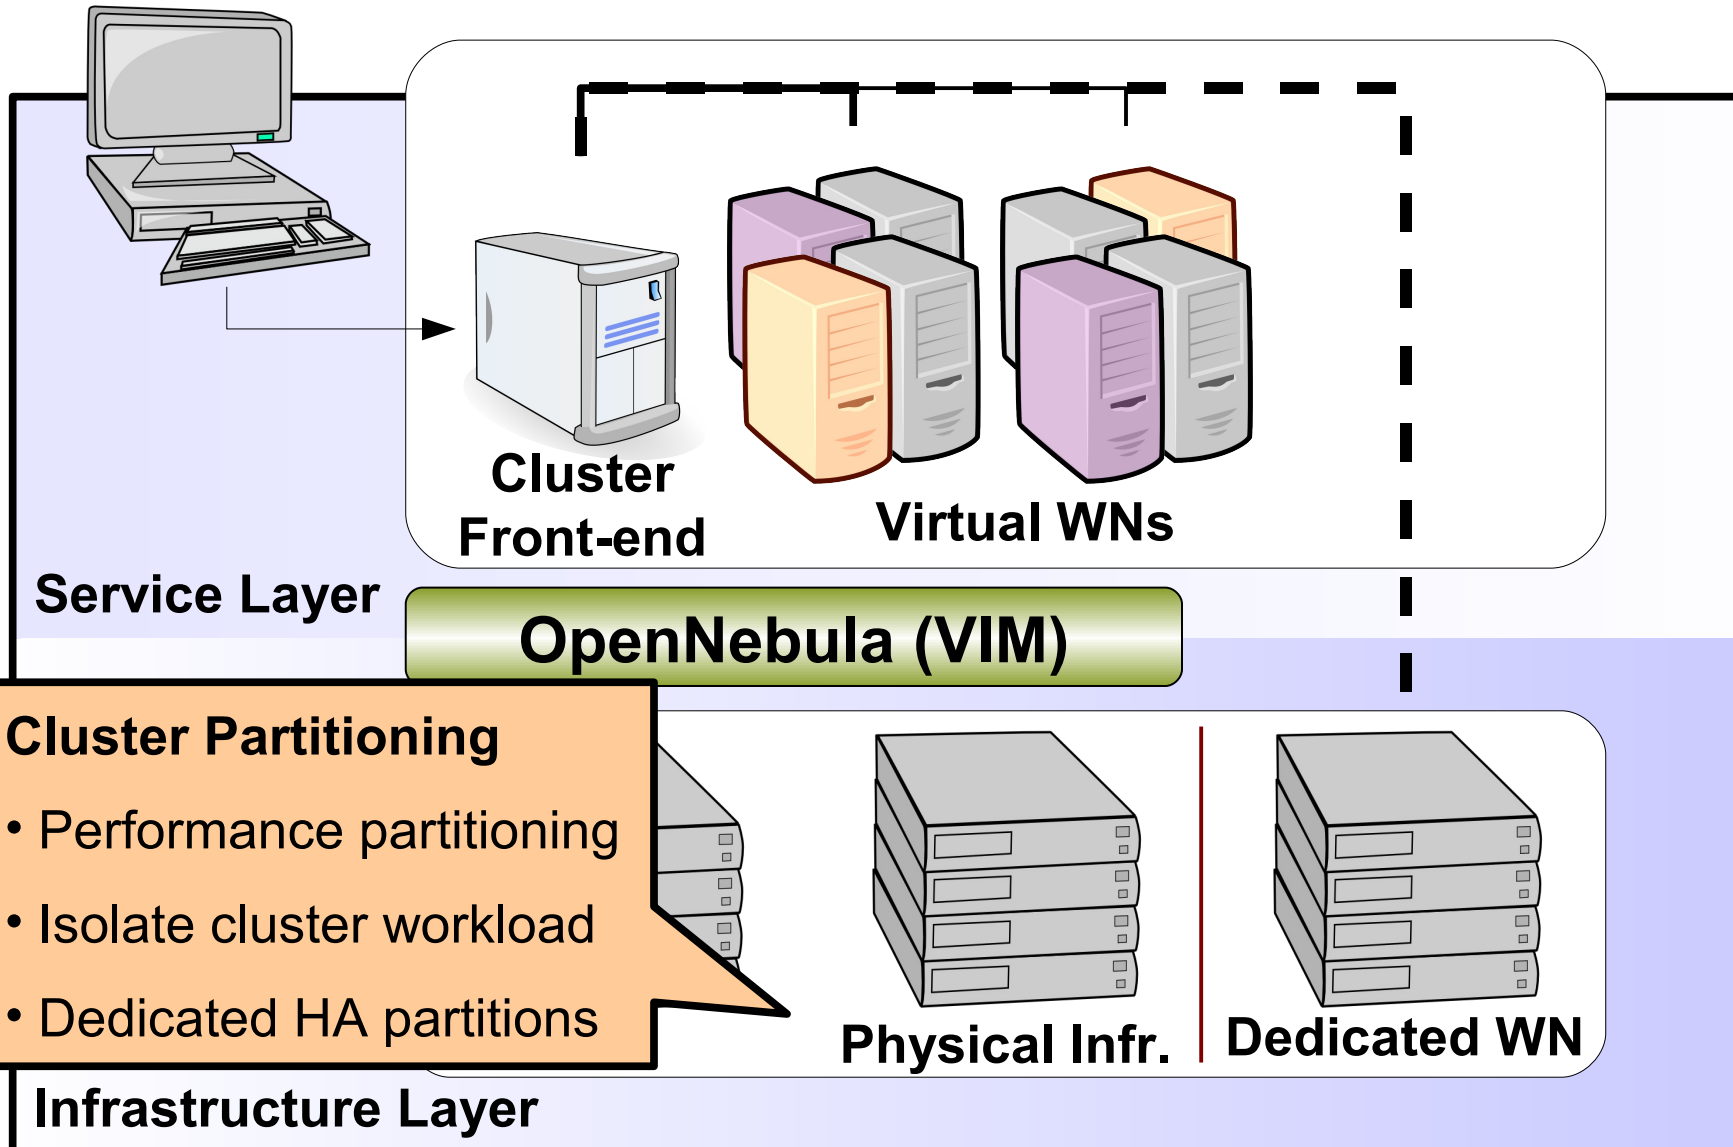 Cluster
Front-end
Virtual WNs
Service Layer
OpenNebula (VIM)
Cluster Partitioning
• Performance partitioning
• Isolate cluster workload
• Dedicated HA partitions
Physical Infr.
Dedicated WN
Infrastructure Layer